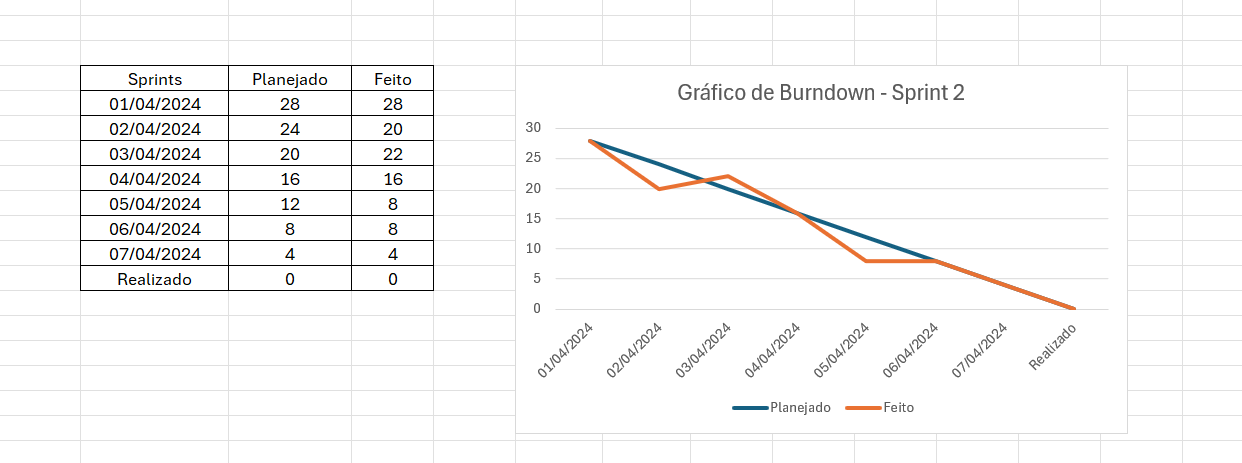 Sprints Planejado Feito
01/04/2024 28 28
02/04/2024 24 20
03/04/2024 20 22
04/04/2024 16 16
05/04/2024 12 8
06/04/2024 8 8
07/04/2024 4 4
Realizado 0 0
Gráfico de Burndown - Sprint 2
30
25
20
15
10
5
0
01/04/2024 02/04/2024 03/04/2024 04/04/2024 05/04/2024 06/04/2024 07/04/2024 Realizado
Planejado Feito